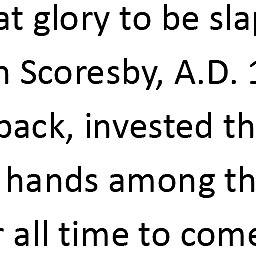 at glory to be slap
n Scoresby, A.D. 1
back, invested th
hands among th
r all time to come